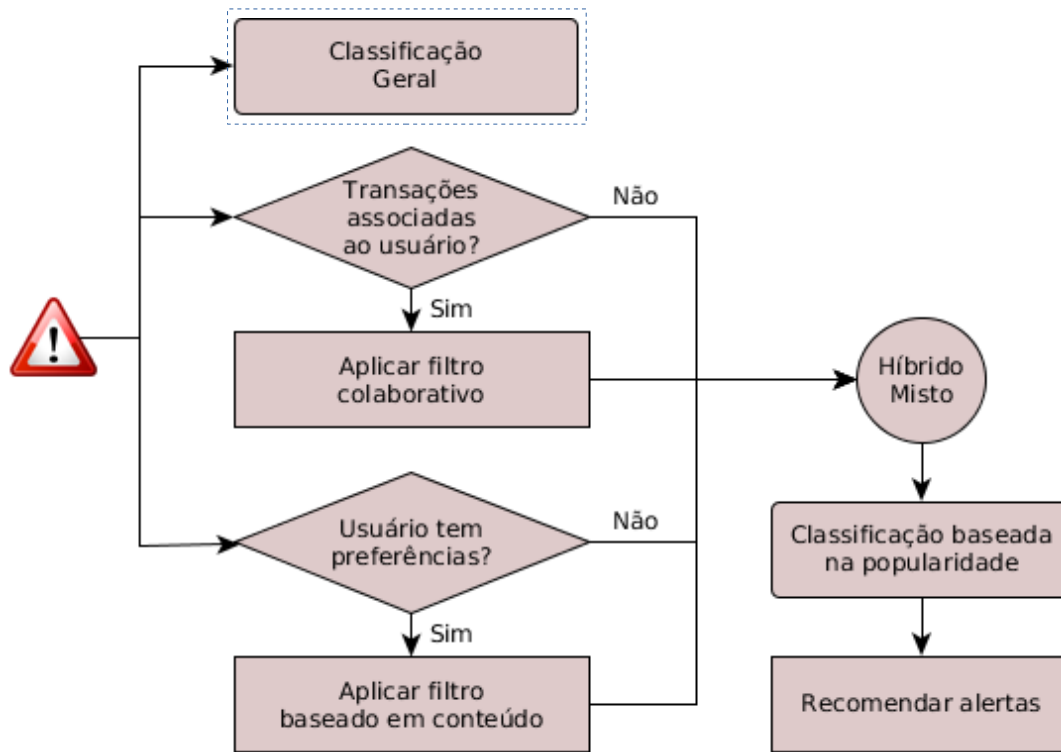 Classificação
Geral
Transações
associadas
ao usuário?
Não
Sim
Aplicar filtro
colaborativo
Híbrido
Misto
Usuário tem
preferências?
Não
Sim
Aplicar filtro
baseado em conteúdo
Classificação baseada
na popularidade
Recomendar alertas